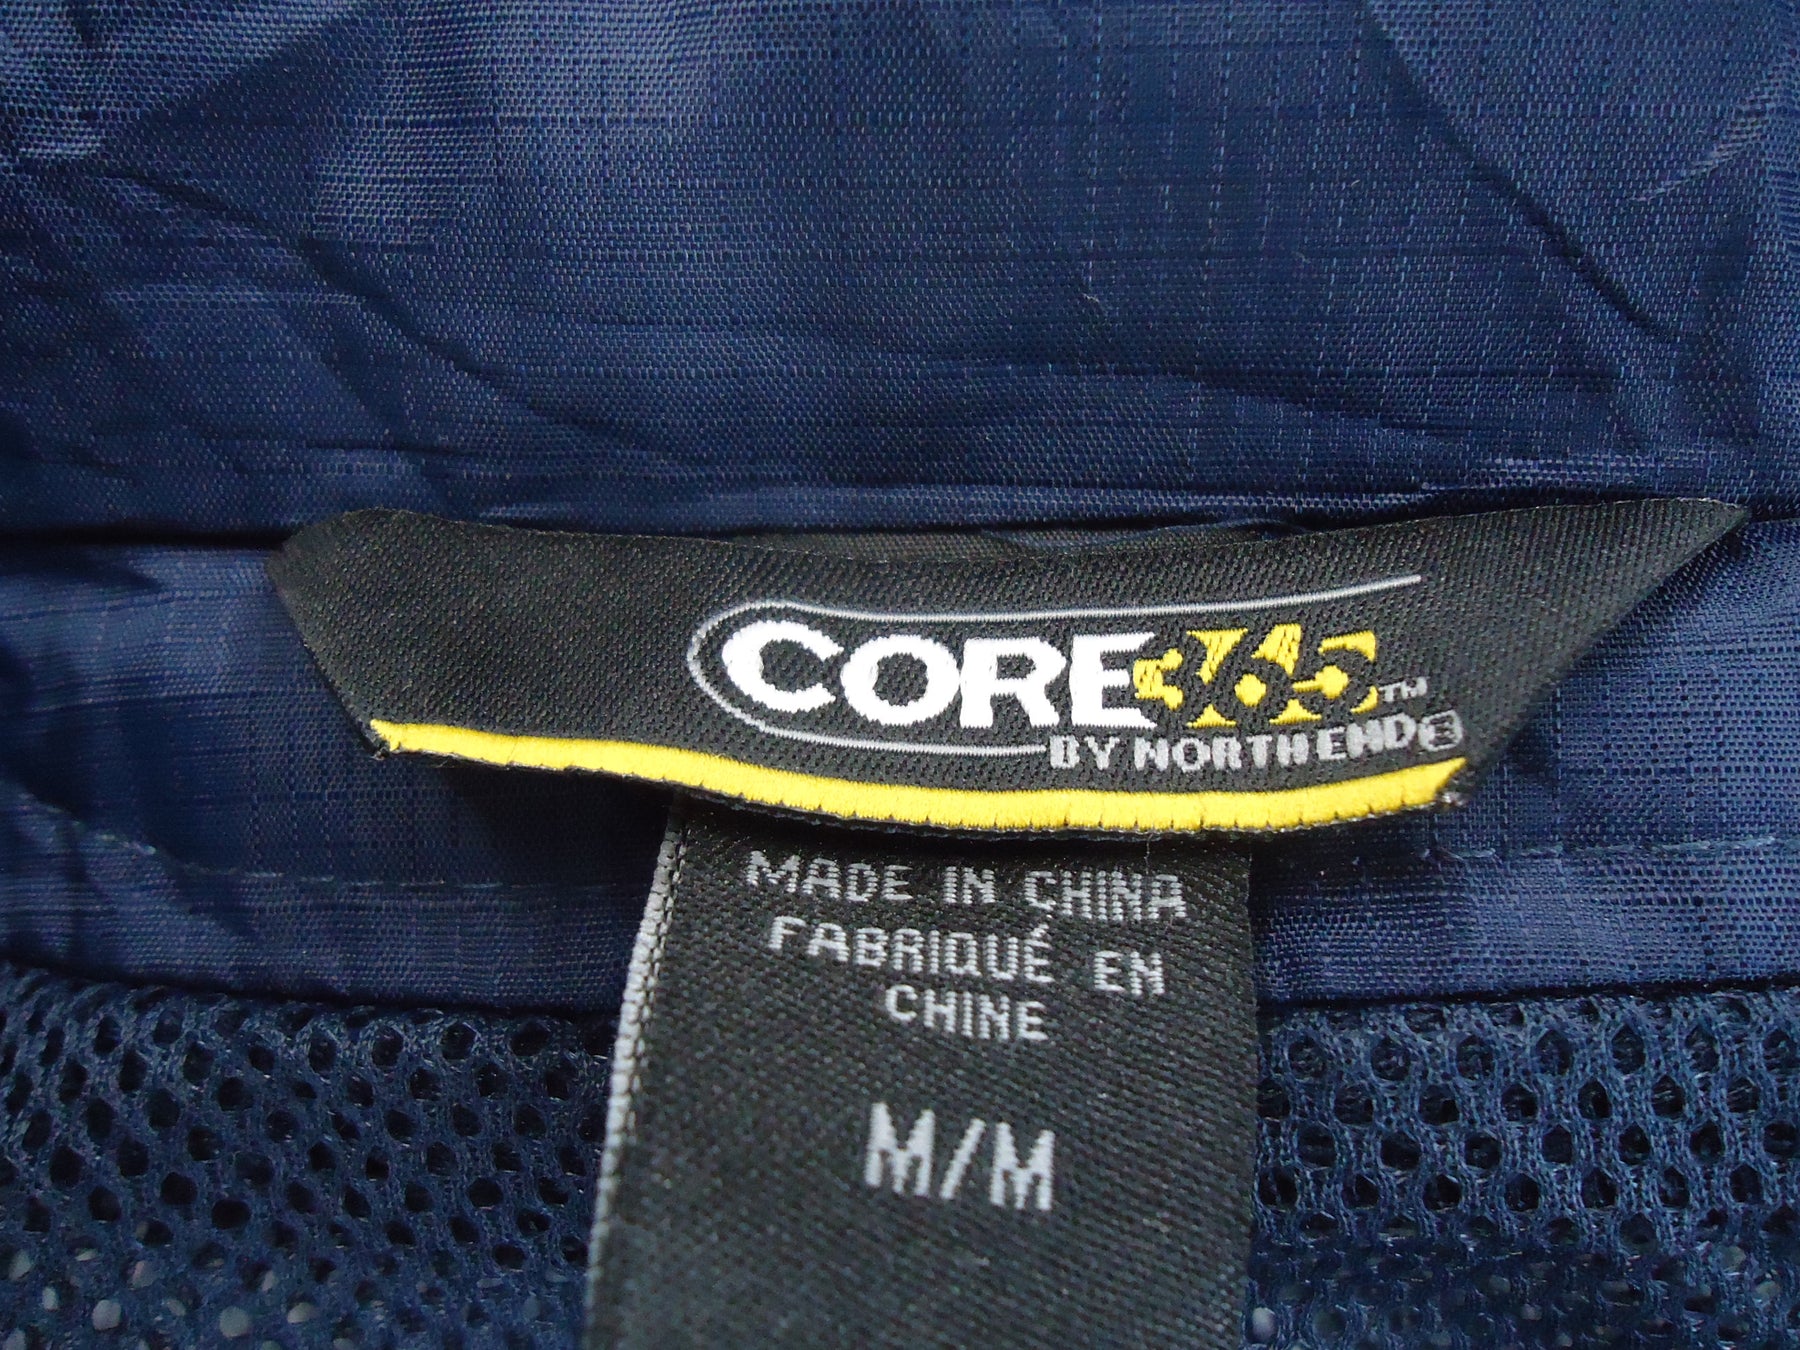 CORE365™
BY NORTH END®
MADE IN CHINA
FABRIQUÉ EN
CHINE
M/M